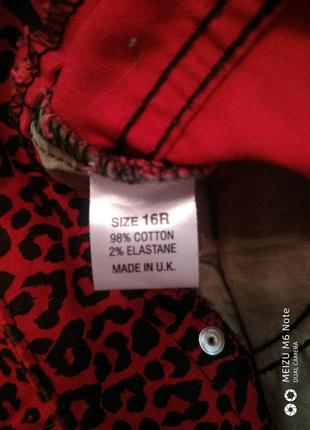 SIZE 16R
98% COTTON
2% ELASTANE
MADE IN U.K.
MEIZU M6 Note
DUAL CAMERA